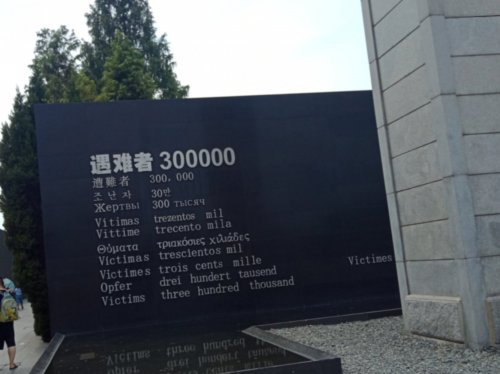 遇难者 300000
遭難者 300，000
조난자 30만
Жертвы 300 тысяч
Vítimas trezentos mil
Vittime trecento mila
Θύματα τριακόσιες χιλιάδες
Víctimas trescientos mil
Victimes trois cents mille
Opfer drei hundert tausend
Victims three hundred thousand
Victimes